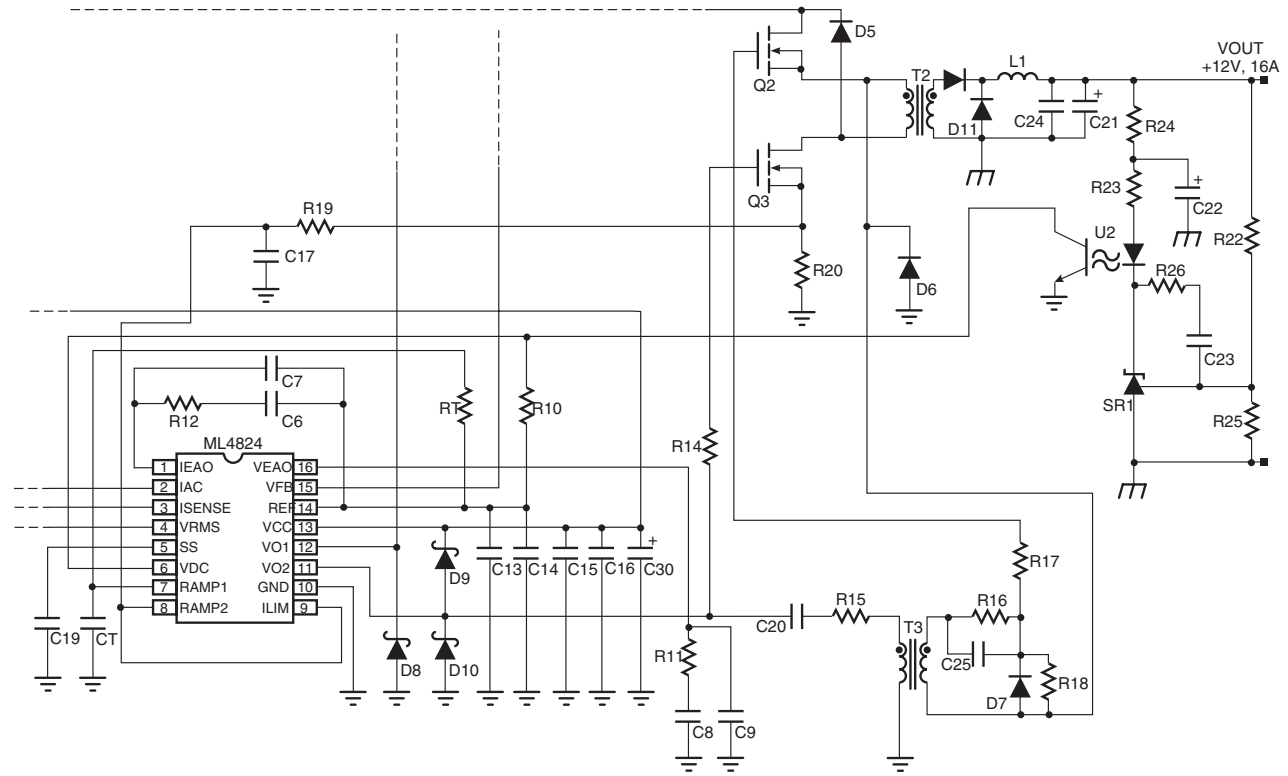 D5
VOUT
+12V, 16A
Q2
T2
L1
D11
C24
C21
+
R24
Q3
R23
+
C22
R19
C17
R20
D6
U2
R22
R26
C23
SR1
R25
C7
R12
C6
RT
R10
R14
ML4824
1 IEAO VEAO 16
2 IAC VFB 15
3 ISENSE REF 14
4 VRMS VCC 13
5 SS VO1 12
6 VDC VO2 11
7 RAMP1 GND 10
8 RAMP2 ILIM 9
C19
CT
D8
D9
D10
C13
C14
C15
C16
+
C30
R11
C8
C9
C20
R15
T3
R17
R16
C25
D7
R18